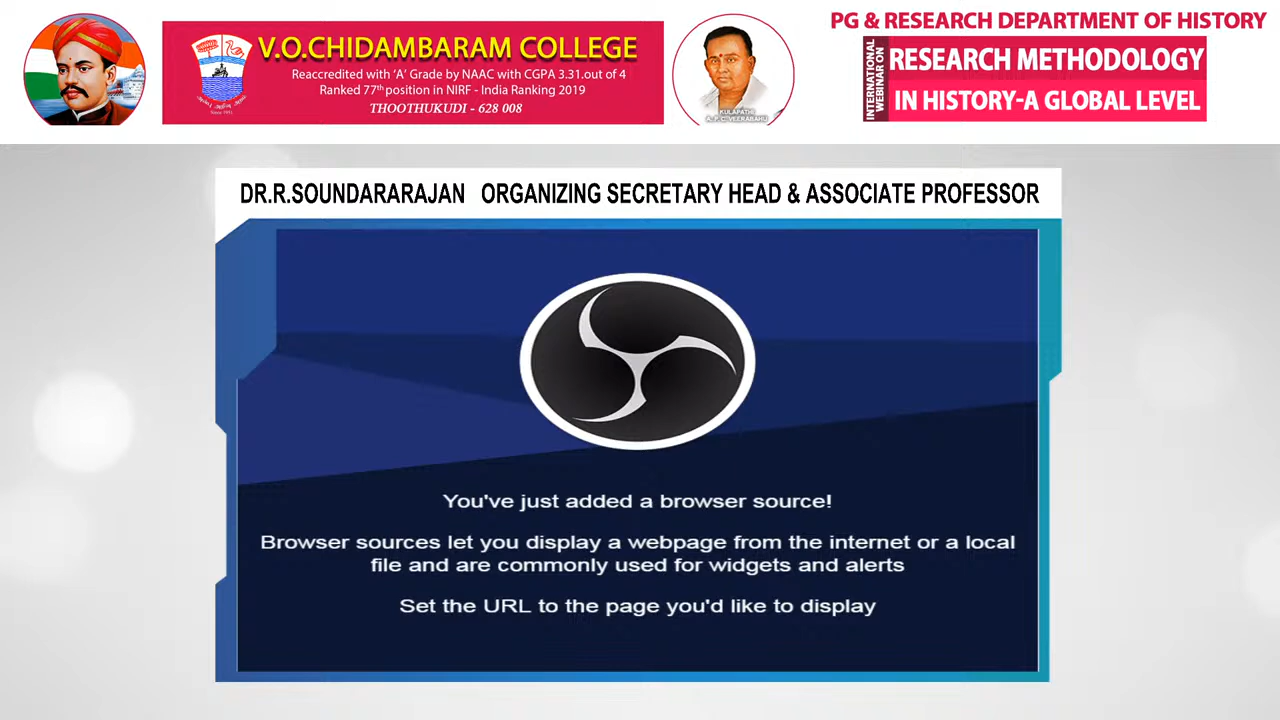 V.O.CHIDAMBARAM COLLEGE
Reaccredited with 'A' Grade by NAAC with CGPA 3.31.out of 4
Ranked 77th position in NIRF - India Ranking 2019
THOOTHUKUDI - 628 008
Since 1951
KULAPATHI
A.P.C.VEERABAHU
PG & RESEARCH DEPARTMENT OF HISTORY
INTERNATIONAL
WEBINAR ON
RESEARCH METHODOLOGY
IN HISTORY-A GLOBAL LEVEL
DR.R.SOUNDARARAJAN ORGANIZING SECRETARY HEAD & ASSOCIATE PROFESSOR
You've just added a browser source!
Browser sources let you display a webpage from the internet or a local
file and are commonly used for widgets and alerts
Set the URL to the page you'd like to display